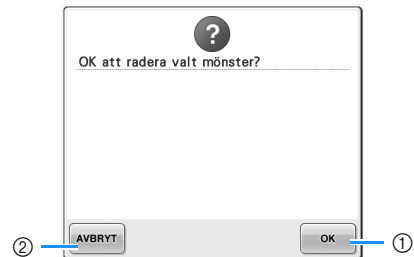 ?
OK att radera valt mönster?
AVBRYT
OK
②
①